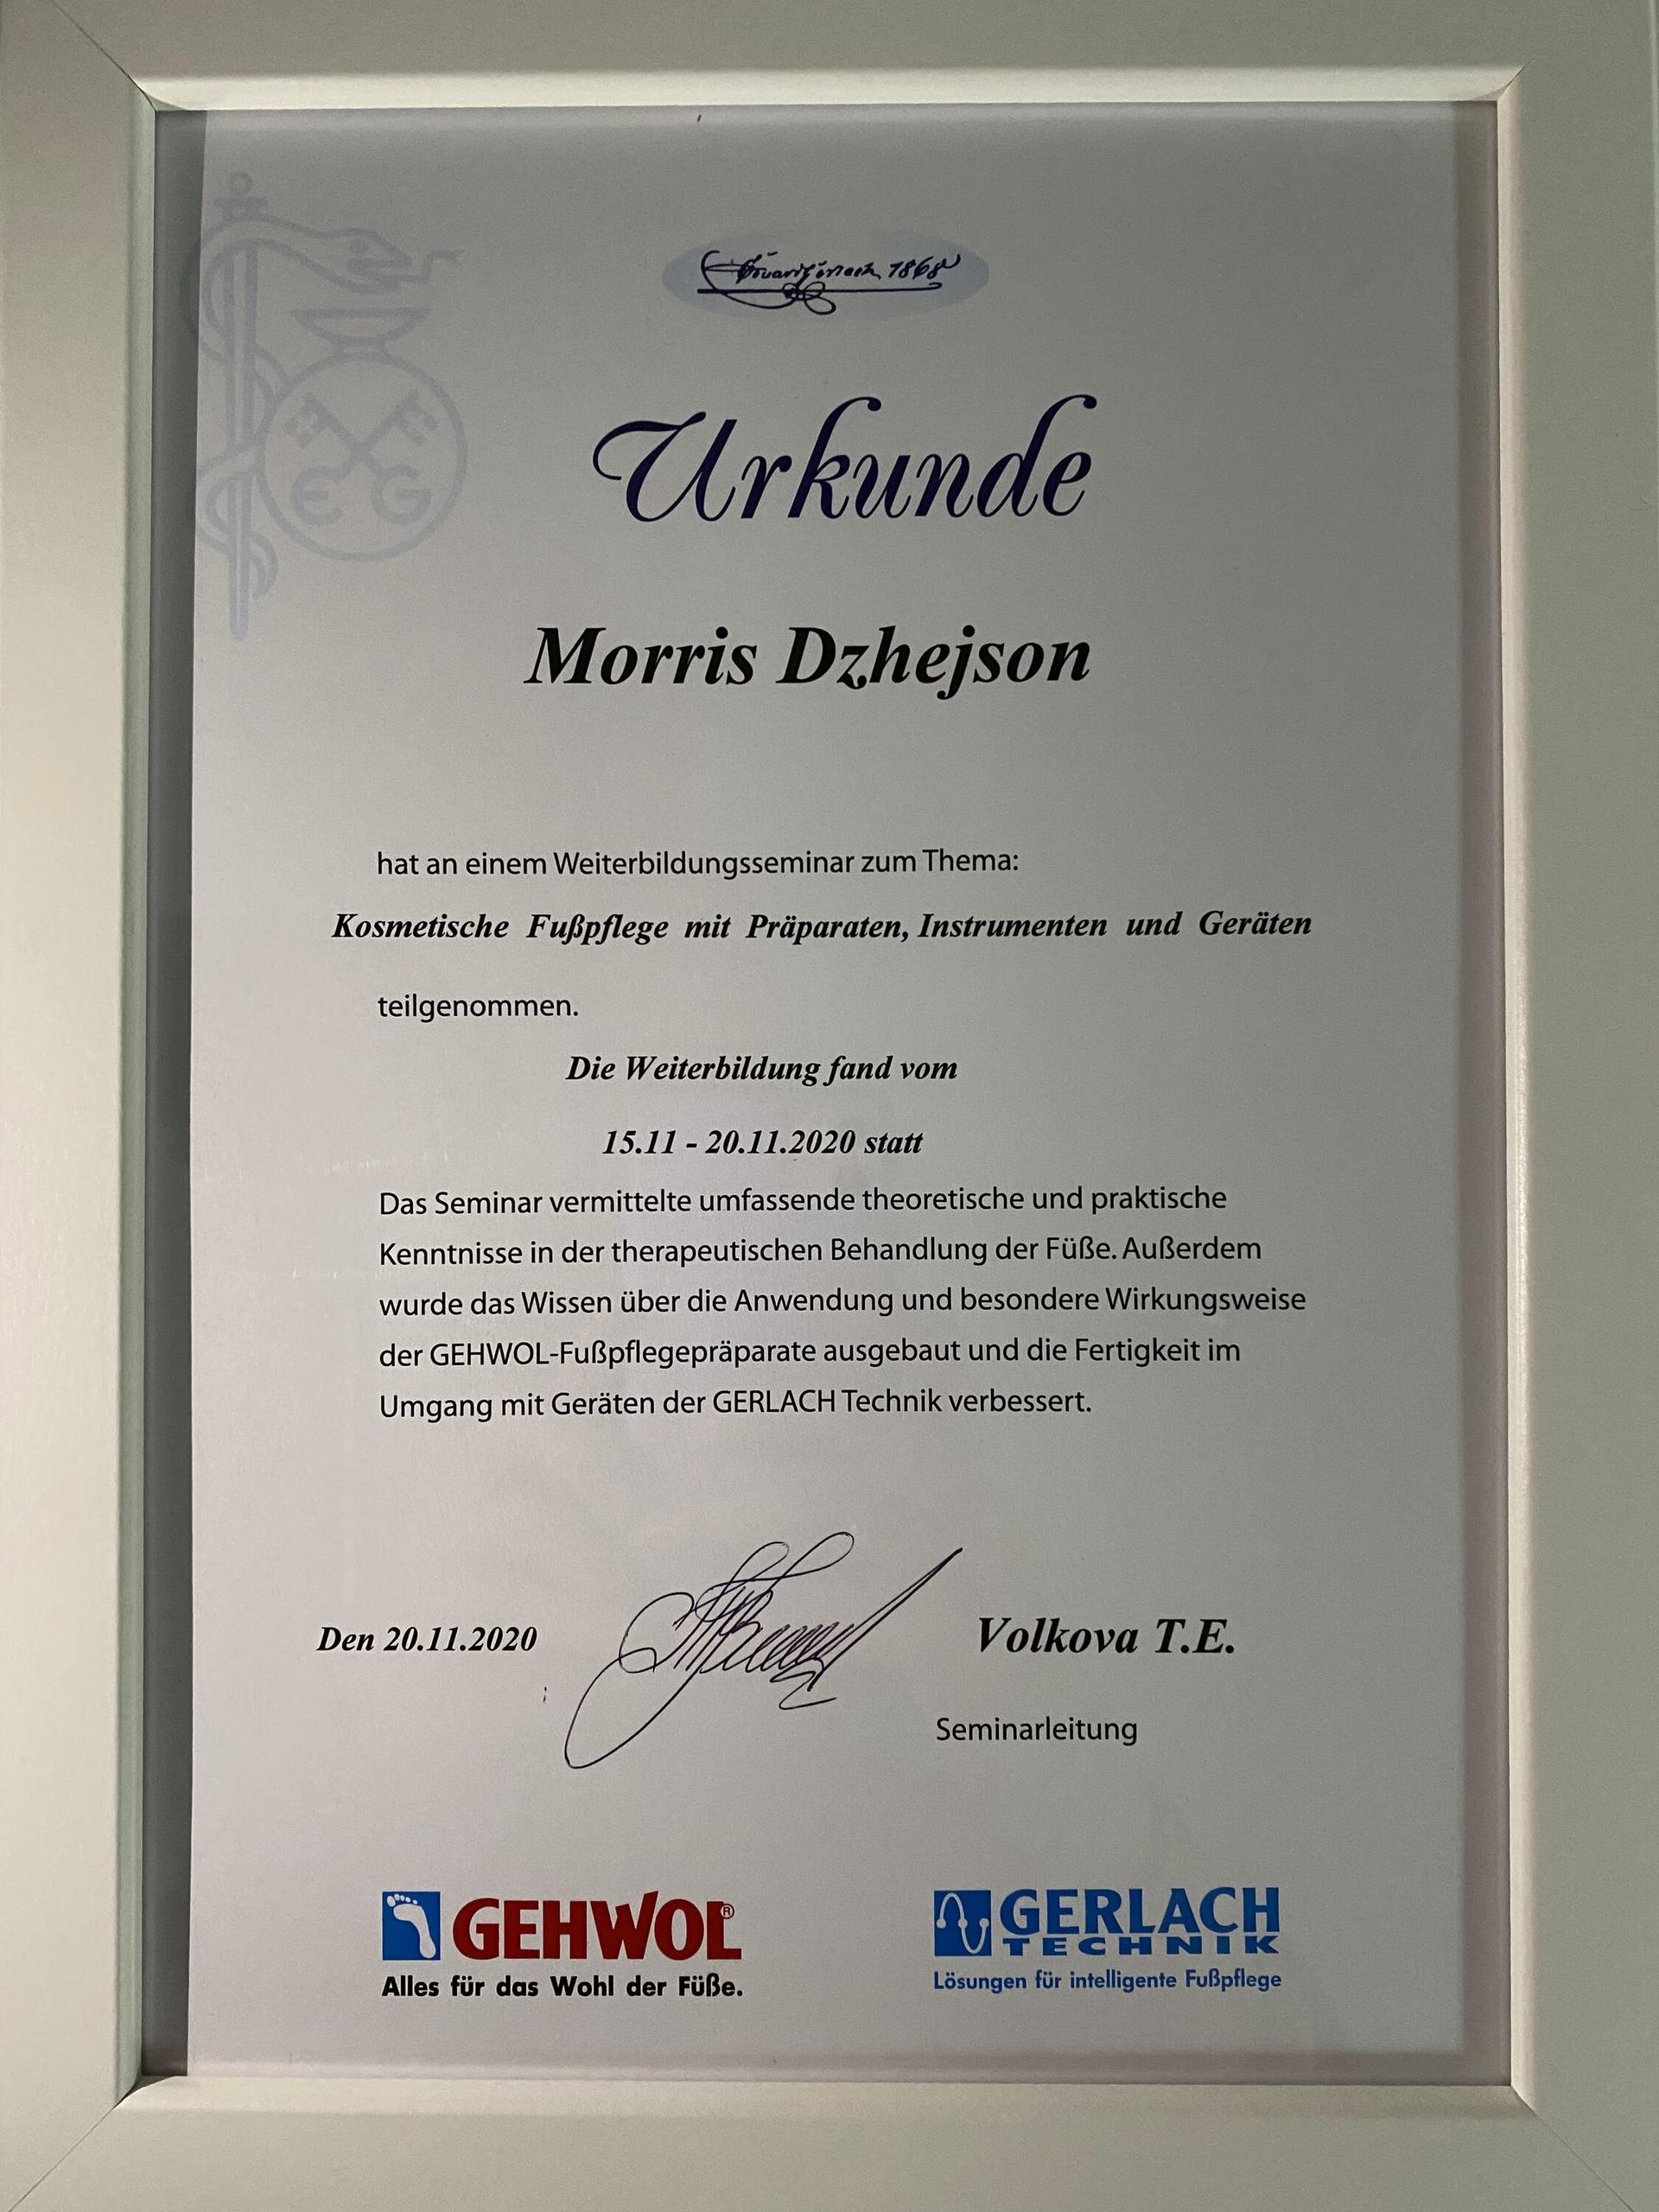 Eduard Gerlach 1868
Urkunde
E G
Morris Dzhejson
hat an einem Weiterbildungsseminar zum Thema:
Kosmetische Fußpflege mit Präparaten, Instrumenten und Geräten
teilgenommen.
Die Weiterbildung fand vom
15.11 - 20.11.2020 statt
Das Seminar vermittelte umfassende theoretische und praktische
Kenntnisse in der therapeutischen Behandlung der Füße. Außerdem
wurde das Wissen über die Anwendung und besondere Wirkungsweise
der GEHWOL-Fußpflegepräparate ausgebaut und die Fertigkeit im
Umgang mit Geräten der GERLACH Technik verbessert.
Den 20.11.2020
Volkova T.E.
Seminarleitung
GEHWOL®
Alles für das Wohl der Füße.
GERLACH
TECHNIK
Lösungen für intelligente Fußpflege